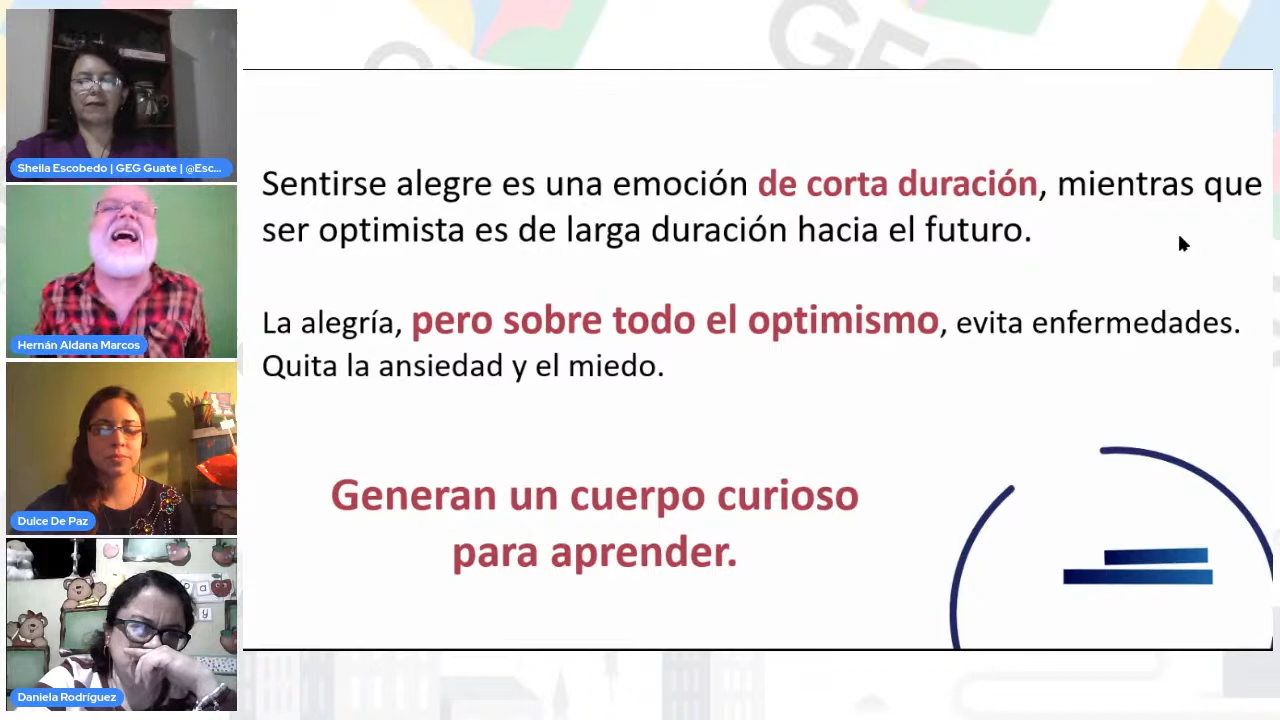 GEG
Sheila Escobedo | GEG Guate | @Esc...
Hernán Aldana Marcos
Dulce De Paz
Daniela Rodríguez
Sentirse alegre es una emoción de corta duración, mientras que
ser optimista es de larga duración hacia el futuro.
La alegría, pero sobre todo el optimismo, evita enfermedades.
Quita la ansiedad y el miedo.
Generan un cuerpo curioso
para aprender.